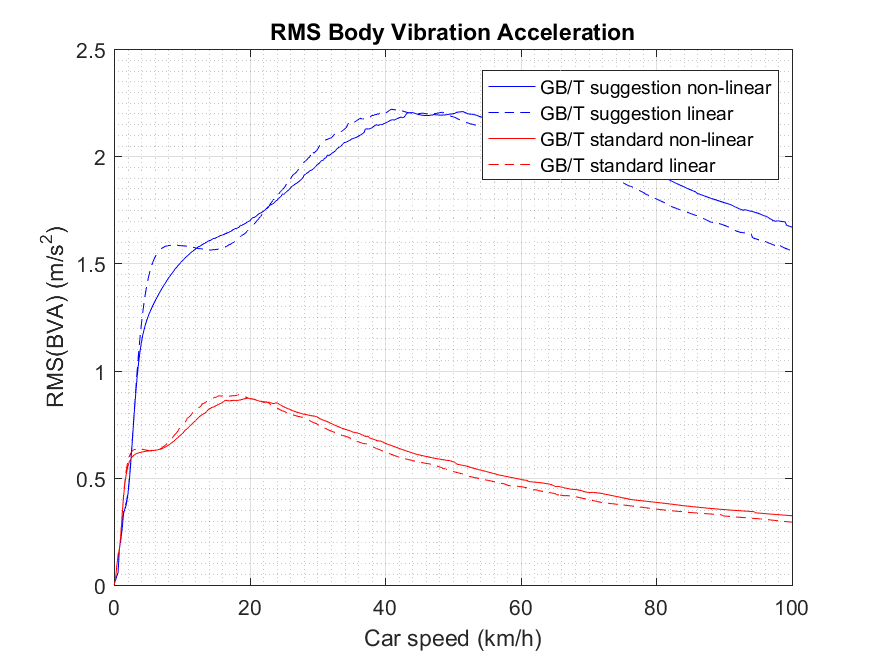 RMS Body Vibration Acceleration
2.5
2
1.5
1
0.5
0
RMS(BVA) (m/s²)
GB/T suggestion non-linear
GB/T suggestion linear
GB/T standard non-linear
GB/T standard linear
0 20 40 60 80 100
Car speed (km/h)